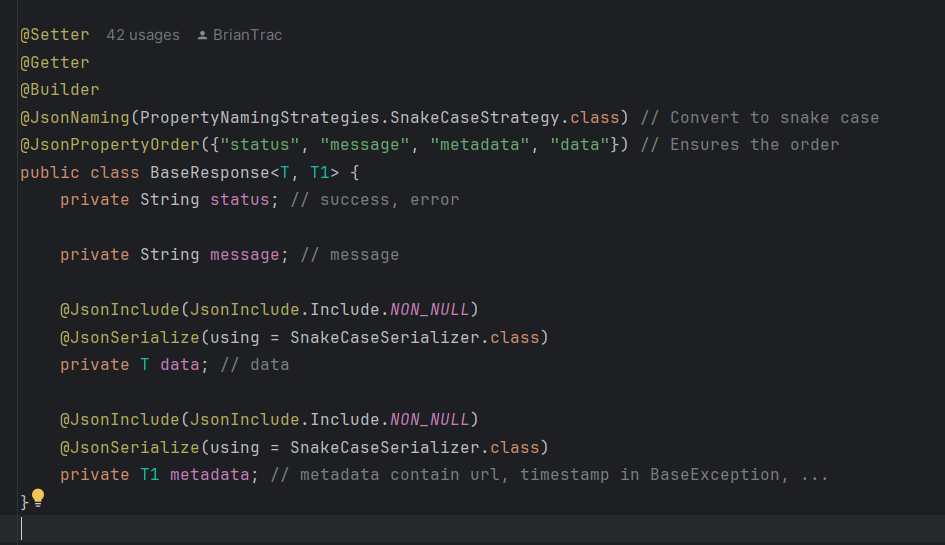 @Setter 42 usages BrianTrac
@Getter
@Builder
@JsonNaming(PropertyNamingStrategies.SnakeCaseStrategy.class) // Convert to snake case
@JsonPropertyOrder({"status", "message", "metadata", "data"}) // Ensures the order
public class BaseResponse<T, T1> {
    private String status; // success, error
    private String message; // message
    @JsonInclude(JsonInclude.Include.NON_NULL)
    @JsonSerialize(using = SnakeCaseSerializer.class)
    private T data; // data
    @JsonInclude(JsonInclude.Include.NON_NULL)
    @JsonSerialize(using = SnakeCaseSerializer.class)
    private T1 metadata; // metadata contain url, timestamp in BaseException, ...
}